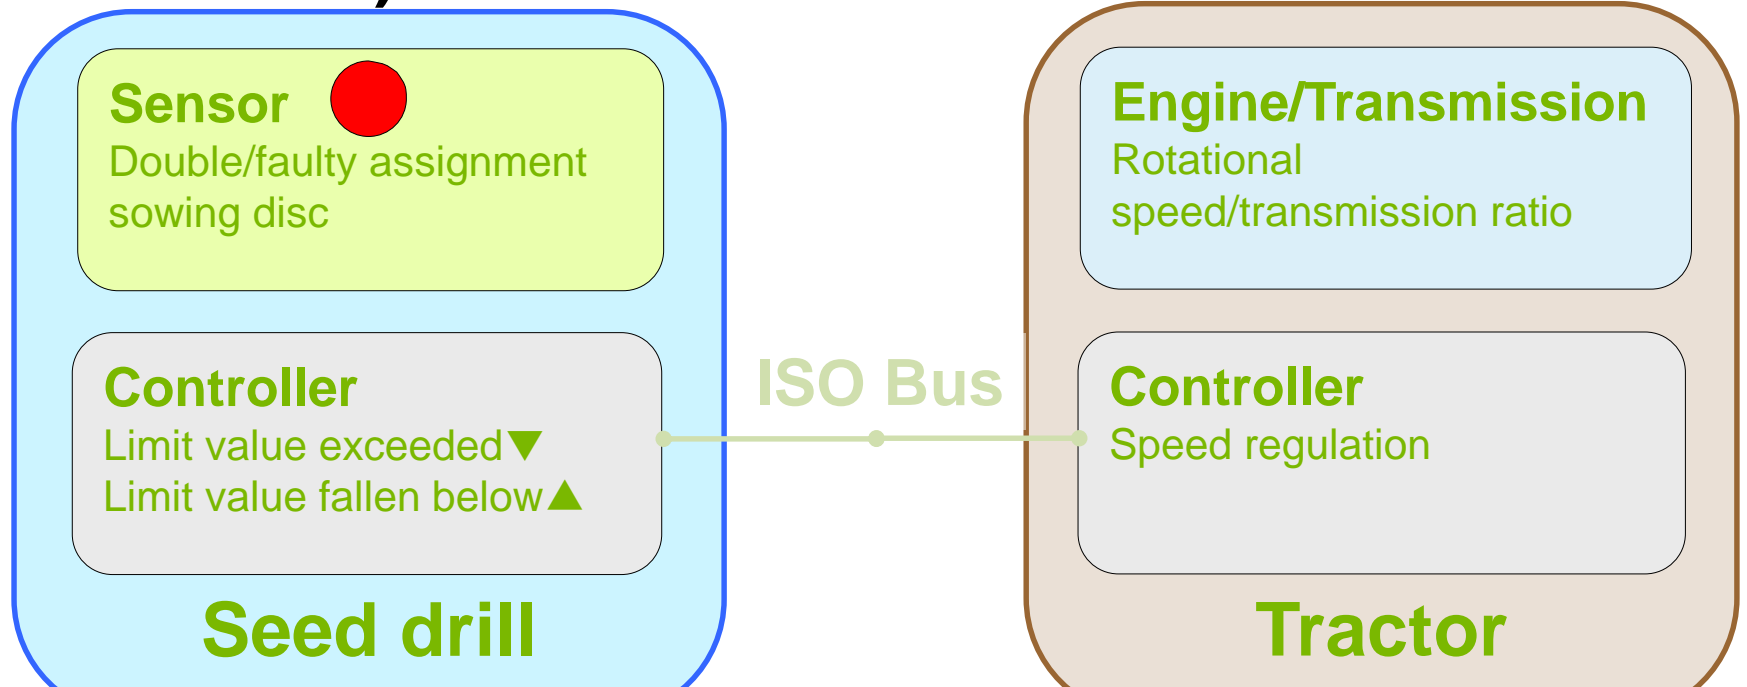 Sensor
Double/faulty assignment
sowing disc
Controller
Limit value exceeded▼
Limit value fallen below▲
Seed drill
ISO Bus
Engine/Transmission
Rotational
speed/transmission ratio
Controller
Speed regulation
Tractor